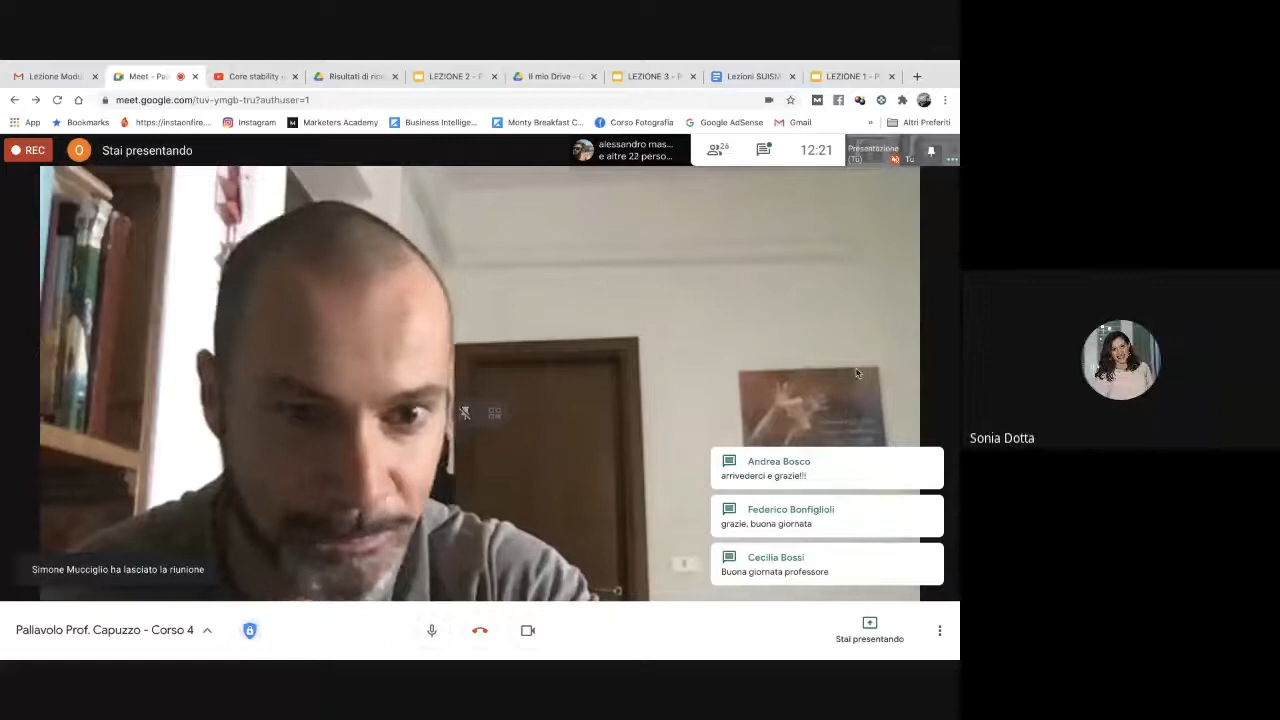 Lezione Modu
Meet - Pal
Core stability e
Risultati di rice
LEZIONE 2 - P
Il mio Drive - G
LEZIONE 3 - P
Lezioni SUISM
LEZIONE 1 - P
meet.google.com/tuv-ymgb-tru?authuser=1
App
Bookmarks
https://instaonfire....
Instagram
Marketers Academy
Business Intellige...
Monty Breakfast C...
Corso Fotografia
Google AdSense
Gmail
Altri Preferiti
REC
O
Stai presentando
alessandro mas...
e altre 22 perso...
26
12:21
Presentazione
(Tu)
Tu
Andrea Bosco
arrivederci e grazie!!!
Federico Bonfiglioli
grazie, buona giornata
Cecilia Bossi
Buona giornata professore
Simone Mucciglio ha lasciato la riunione
Sonia Dotta
Pallavolo Prof. Capuzzo - Corso 4
Stai presentando